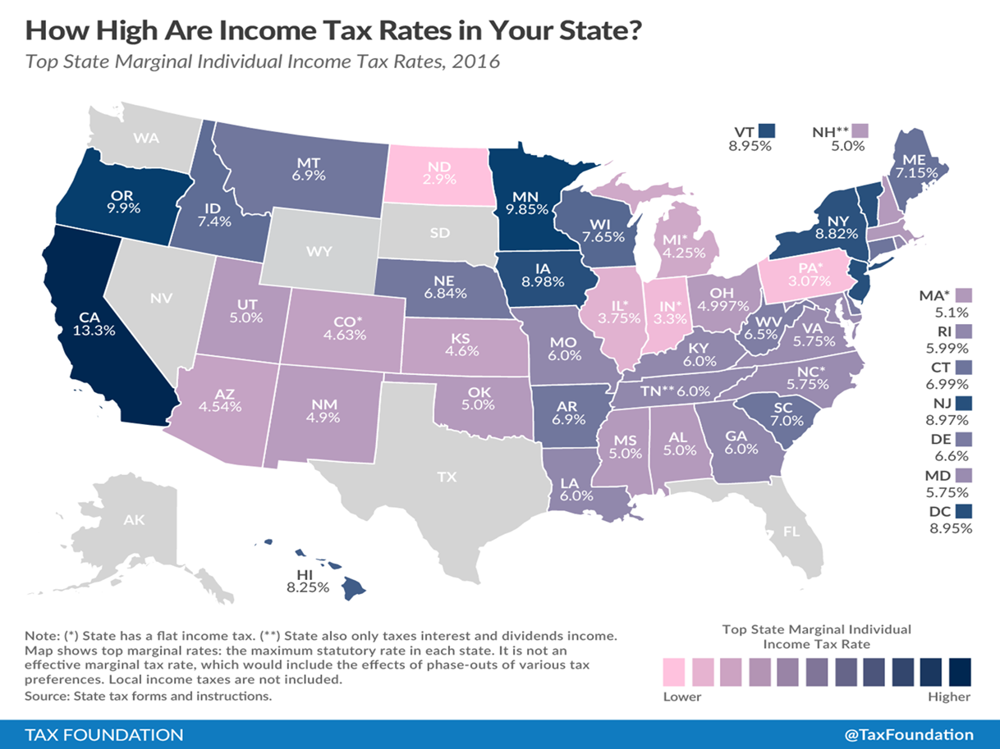 How High Are Income Tax Rates in Your State?
Top State Marginal Individual Income Tax Rates, 2016
WA
MT
6.9%
ND
2.9%
MN
9.85%
VT
8.95%
NH**
5.0%
ME
7.15%
OR
9.9%
ID
7.4%
WY
SD
WI
7.65%
MI*
4.25%
NY
8.82%
CA
13.3%
NV
UT
5.0%
CO*
4.63%
NE
6.84%
KS
4.6%
IA
8.98%
MO
6.0%
IL*
3.75%
IN*
3.3%
OH
4.997%
PA*
3.07%
WV
6.5%
VA
5.75%
KY
6.0%
NC*
5.75%
TN** 6.0%
SC
7.0%
AZ
4.54%
NM
4.9%
OK
5.0%
AR
6.9%
MS
5.0%
AL
5.0%
GA
6.0%
LA
6.0%
TX
FL
AK
HI
8.25%
MA*
5.1%
RI
5.99%
CT
6.99%
NJ
8.97%
DE
6.6%
MD
5.75%
DC
8.95%
Note: (*) State has a flat income tax. (**) State also only taxes interest and dividends income.
Map shows top marginal rates: the maximum statutory rate in each state. It is not an
effective marginal tax rate, which would include the effects of phase-outs of various tax
preferences. Local income taxes are not included.
Source: State tax forms and instructions.
Top State Marginal Individual
Income Tax Rate
Lower
Higher
TAX FOUNDATION
@TaxFoundation